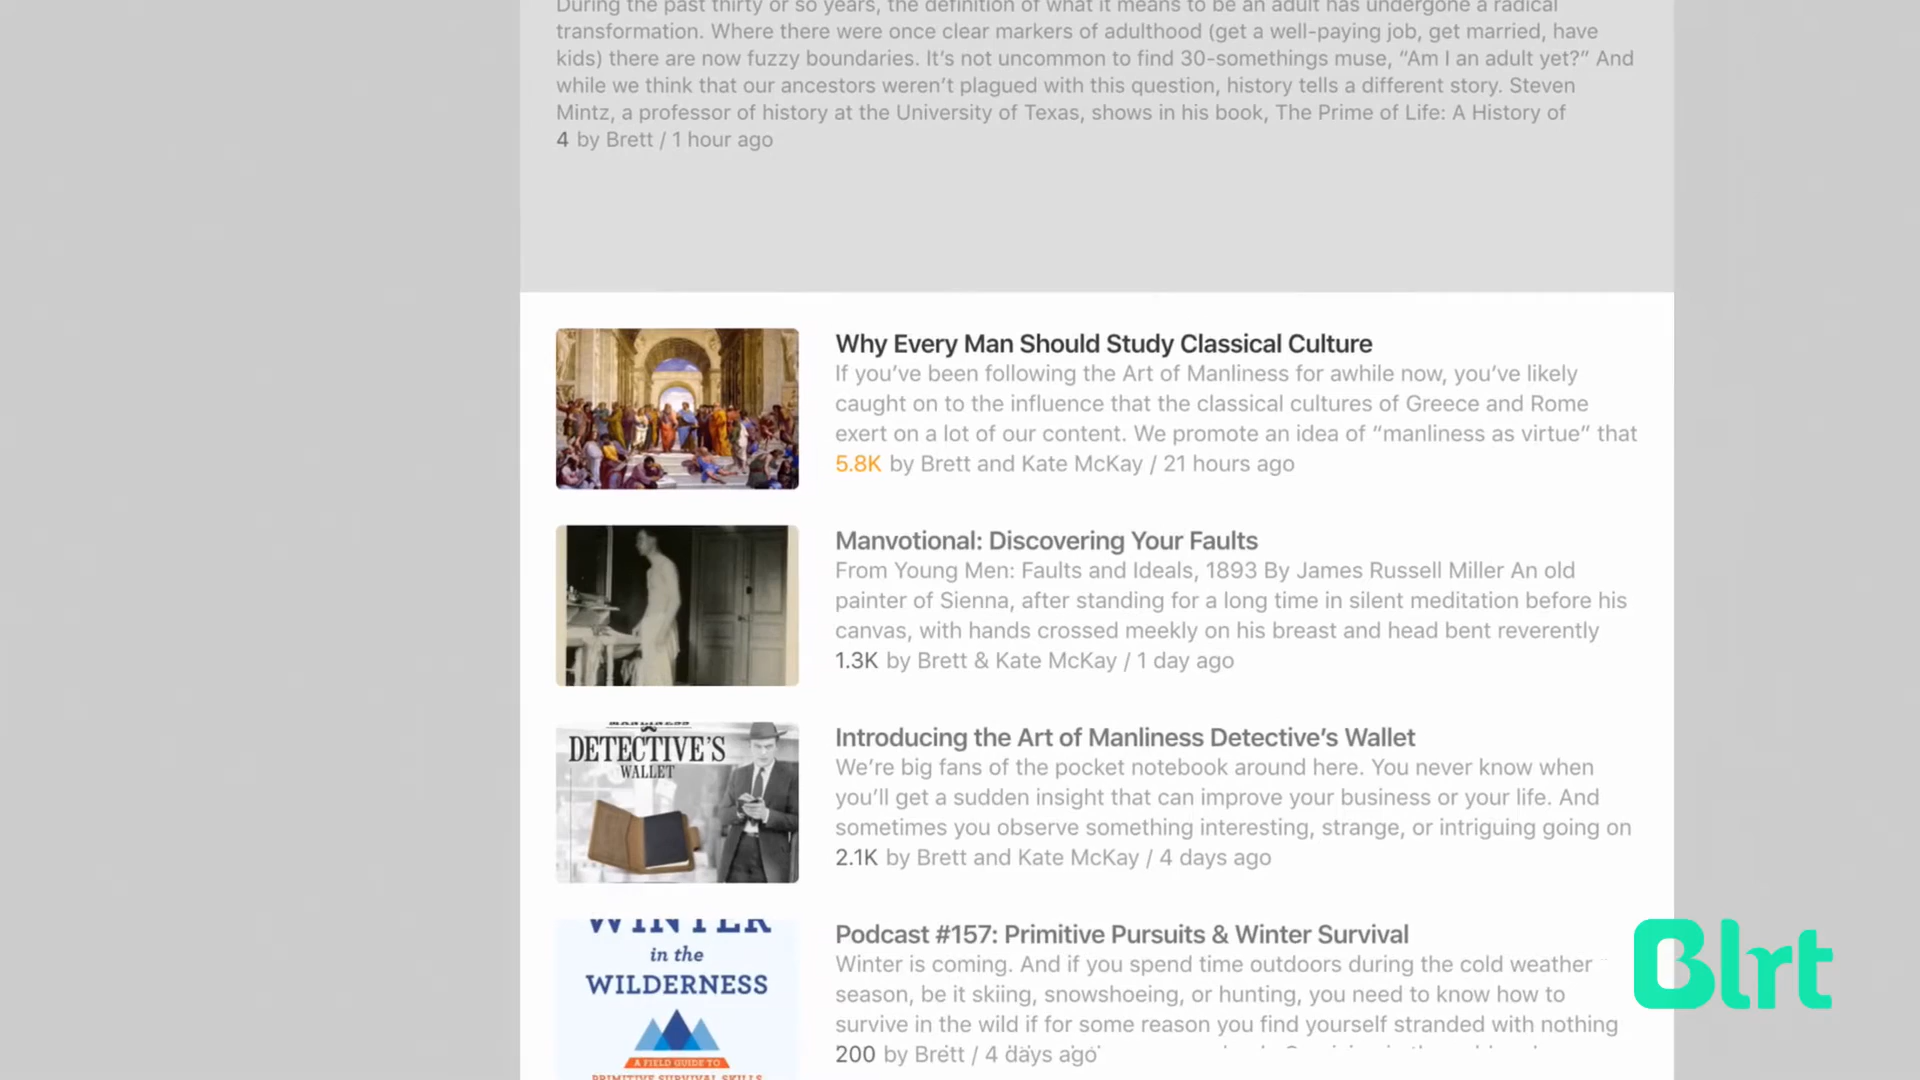 During the past thirty or so years, the definition of what it means to be an adult has undergone a radical
transformation. Where there were once clear markers of adulthood (get a well-paying job, get married, have
kids) there are now fuzzy boundaries. It’s not uncommon to find 30-somethings muse, “Am I an adult yet?” And
while we think that our ancestors weren’t plagued with this question, history tells a different story. Steven
Mintz, a professor of history at the University of Texas, shows in his book, The Prime of Life: A History of
4 by Brett / 1 hour ago
Why Every Man Should Study Classical Culture
If you’ve been following the Art of Manliness for awhile now, you’ve likely
caught on to the influence that the classical cultures of Greece and Rome
exert on a lot of our content. We promote an idea of “manliness as virtue” that
5.8K by Brett and Kate McKay / 21 hours ago
Manvotional: Discovering Your Faults
From Young Men: Faults and Ideals, 1893 By James Russell Miller An old
painter of Sienna, after standing for a long time in silent meditation before his
canvas, with hands crossed meekly on his breast and head bent reverently
1.3K by Brett & Kate McKay / 1 day ago
MANLINESS
DETECTIVE’S
WALLET
Introducing the Art of Manliness Detective’s Wallet
We’re big fans of the pocket notebook around here. You never know when
you’ll get a sudden insight that can improve your business or your life. And
sometimes you observe something interesting, strange, or intriguing going on
2.1K by Brett and Kate McKay / 4 days ago
WINTER
in the
WILDERNESS
A FIELD GUIDE TO
PRIMITIVE SURVIVAL SKILLS
Podcast #157: Primitive Pursuits & Winter Survival
Winter is coming. And if you spend time outdoors during the cold weather
season, be it skiing, snowshoeing, or hunting, you need to know how to
survive in the wild if for some reason you find yourself stranded with nothing
200 by Brett / 4 days ago
Blrt